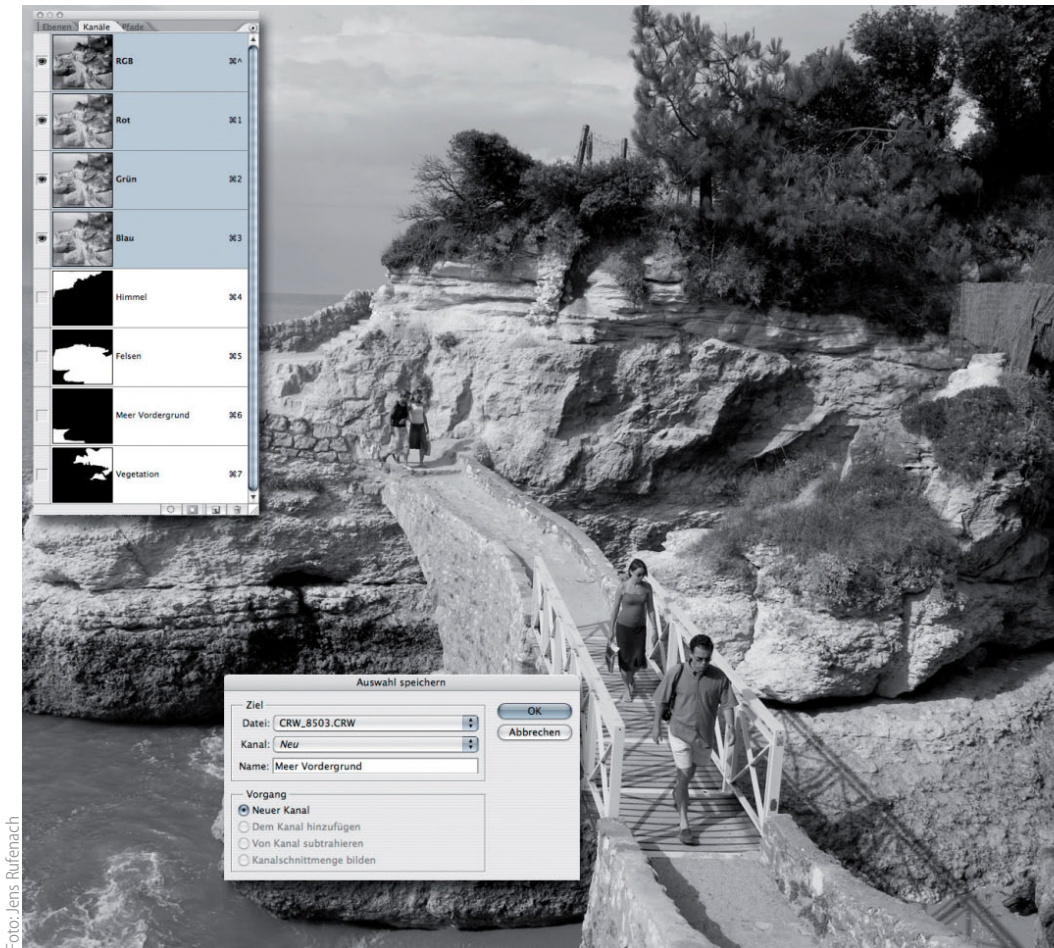 Ebenen Kanäle Pfade
RGB ⌘^
Rot ⌘1
Grün ⌘2
Blau ⌘3
Himmel ⌘4
Felsen ⌘5
Meer Vordergrund ⌘6
Vegetation ⌘7
Auswahl speichern
Ziel
Datei: CRW_8503.CRW
Kanal: Neu
Name: Meer Vordergrund
OK
Abbrechen
Vorgang
Neuer Kanal
Dem Kanal hinzufügen
Von Kanal subtrahieren
Kanalschnittmenge bilden
Foto: Jens Rufenach